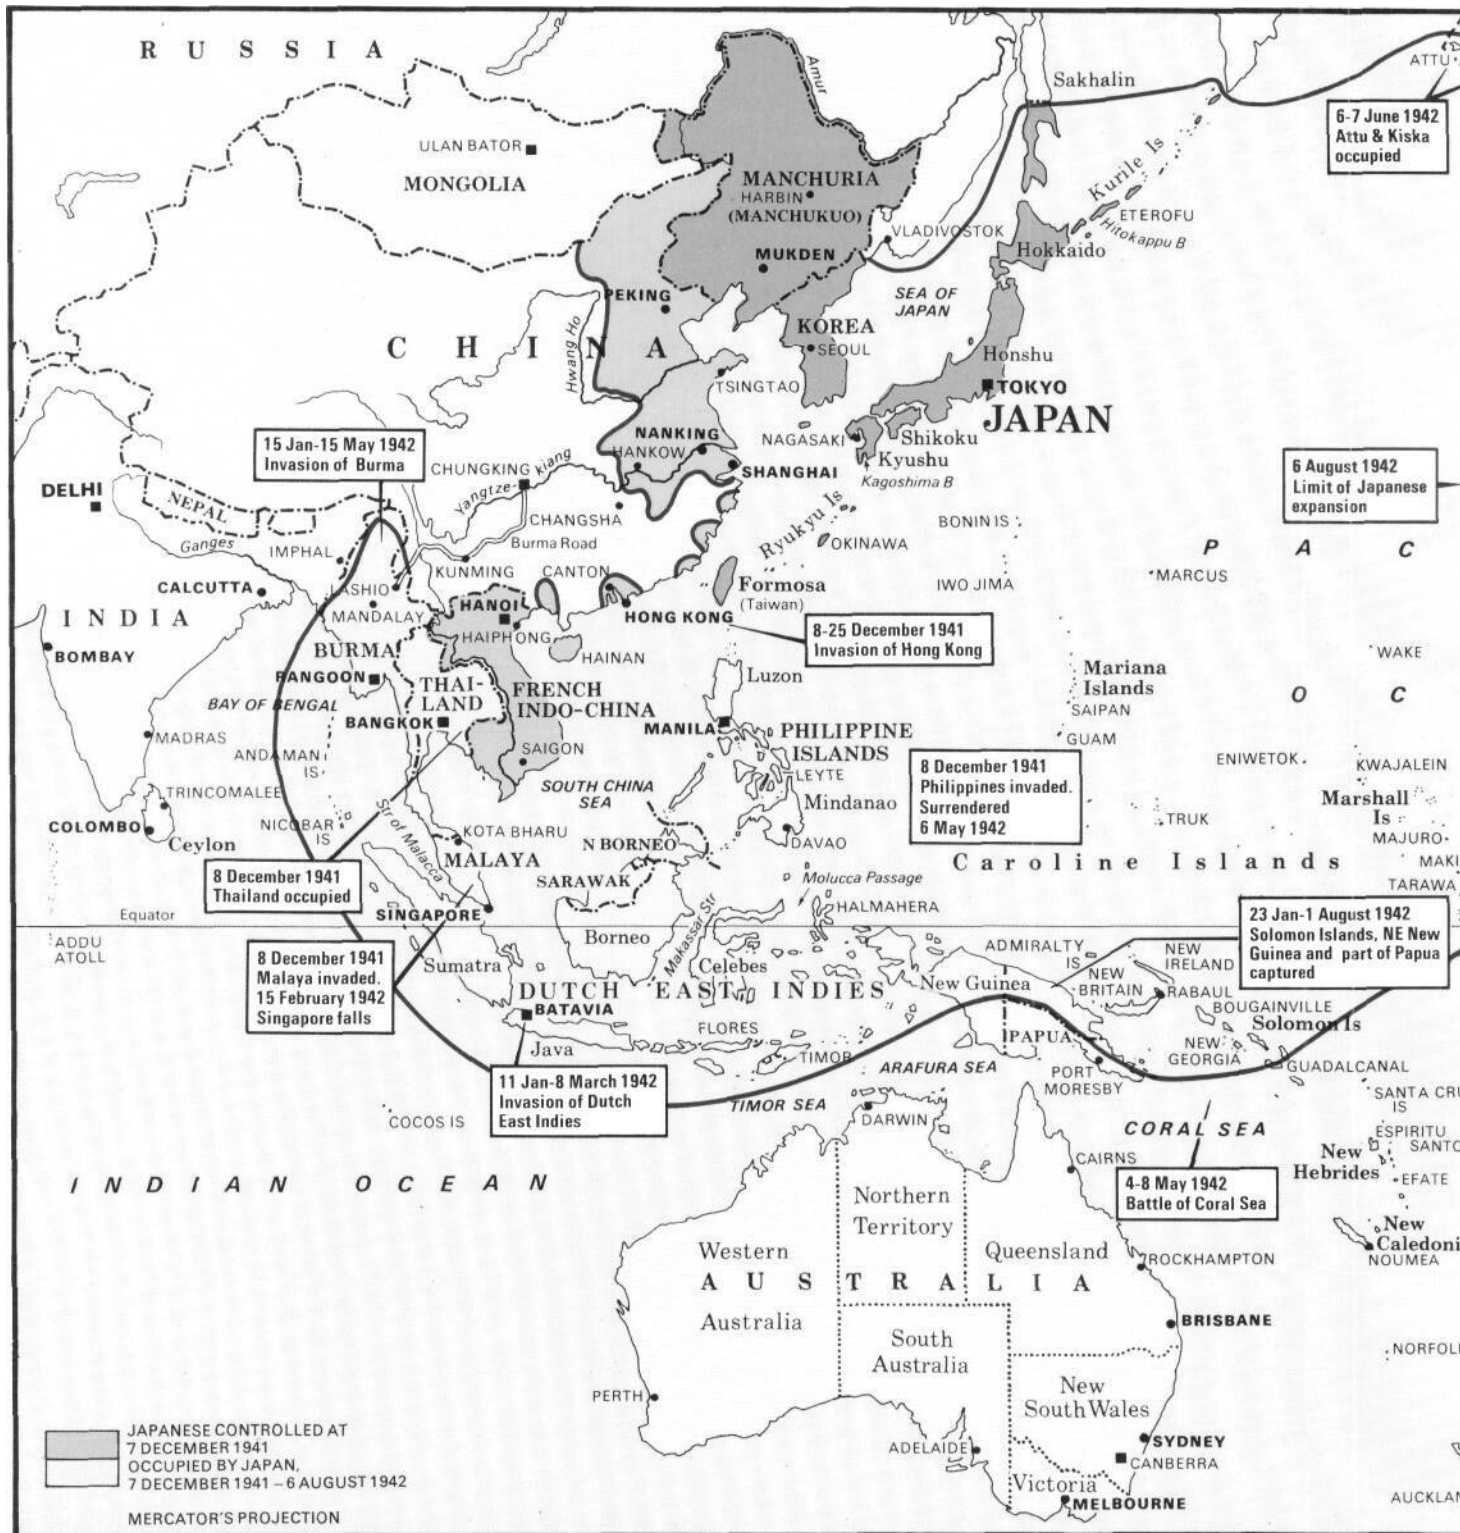 RUSSIA
Amur
Sakhalin
ATTU
6-7 June 1942
Attu & Kiska
occupied
ULAN BATOR
MONGOLIA
MANCHURIA
HARBIN
(MANCHUKUO)
MUKDEN
VLADIVOSTOK
Kurile Is
ETEROFU
Hitokappu B
Hokkaido
PEKING
SEA OF
JAPAN
CHINA
Hwang Ho
KOREA
SEOUL
Honshu
TSINGTAO
TOKYO
JAPAN
15 Jan-15 May 1942
Invasion of Burma
NANKING
HANKOW
NAGASAKI
Shikoku
Kyushu
Kagoshima B
SHANGHAI
CHUNGKING
Yangtze-kiang
DELHI
NEPAL
Ganges
6 August 1942
Limit of Japanese
expansion
CHANGSHA
Burma Road
Ryukyu Is
OKINAWA
BONIN IS
PAC
IMPHAL
KUNMING
CANTON
Formosa
(Taiwan)
IWO JIMA
MARCUS
CALCUTTA
LASHIO
MANDALAY
HANOI
HAIPHONG
HONG KONG
INDIA
BOMBAY
8-25 December 1941
Invasion of Hong Kong
BURMA
RANGOON
HAINAN
Luzon
WAKE
Mariana
Islands
SAIPAN
GUAM
THAI-
LAND
FRENCH
INDO-CHINA
OC
BAY OF BENGAL
BANGKOK
MANILA
PHILIPPINE
ISLANDS
MADRAS
ANDAMAN
IS
SAIGON
LEYTE
8 December 1941
Philippines invaded.
Surrendered
6 May 1942
ENIWETOK
KWAJALEIN
SOUTH CHINA
SEA
TRINCOMALEE
Mindanao
Marshall
Is
COLOMBO
Ceylon
NICOBAR
IS
Str of Malacca
KOTA BHARU
TRUK
MAJURO
N BORNEO
DAVAO
MALAYA
Caroline Islands
MAKI
8 December 1941
Thailand occupied
SARAWAK
Molucca Passage
TARAWA
Equator
SINGAPORE
HALMAHERA
23 Jan-1 August 1942
Solomon Islands, NE New
Guinea and part of Papua
captured
ADDU
ATOLL
Borneo
Makassar Str
ADMIRALTY
IS
NEW
IRELAND
8 December 1941
Malaya invaded.
15 February 1942
Singapore falls
Sumatra
Celebes
New Guinea
NEW
BRITAIN
RABAUL
DUTCH EAST INDIES
BATAVIA
BOUGAINVILLE
Solomon Is
Java
FLORES
TIMOR
PAPUA
NEW
GEORGIA
GUADALCANAL
ARAFURA SEA
PORT
MORESBY
11 Jan-8 March 1942
Invasion of Dutch
East Indies
COCOS IS
TIMOR SEA
DARWIN
SANTA CRU
IS
CORAL SEA
ESPIRITU
SANTO
CAIRNS
New
Hebrides
EFATE
4-8 May 1942
Battle of Coral Sea
INDIAN OCEAN
Northern
Territory
New
Caledoni
NOUMEA
Western
Australia
Queensland
ROCKHAMPTON
AUSTRALIA
South
Australia
BRISBANE
NORFOL
PERTH
New
South Wales
ADELAIDE
SYDNEY
CANBERRA
Victoria
MELBOURNE
AUCKLAN
JAPANESE CONTROLLED AT
7 DECEMBER 1941
OCCUPIED BY JAPAN,
7 DECEMBER 1941 – 6 AUGUST 1942
MERCATOR'S PROJECTION